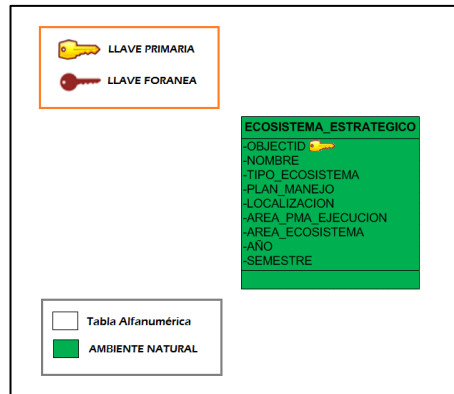 LLAVE PRIMARIA
LLAVE FORANEA
ECOSISTEMA_ESTRATEGICO
-OBJECTID
-NOMBRE
-TIPO_ECOSISTEMA
-PLAN_MANEJO
-LOCALIZACION
-AREA_PMA_EJECUCION
-AREA_ECOSISTEMA
-AÑO
-SEMESTRE
Tabla Alfanumérica
AMBIENTE NATURAL